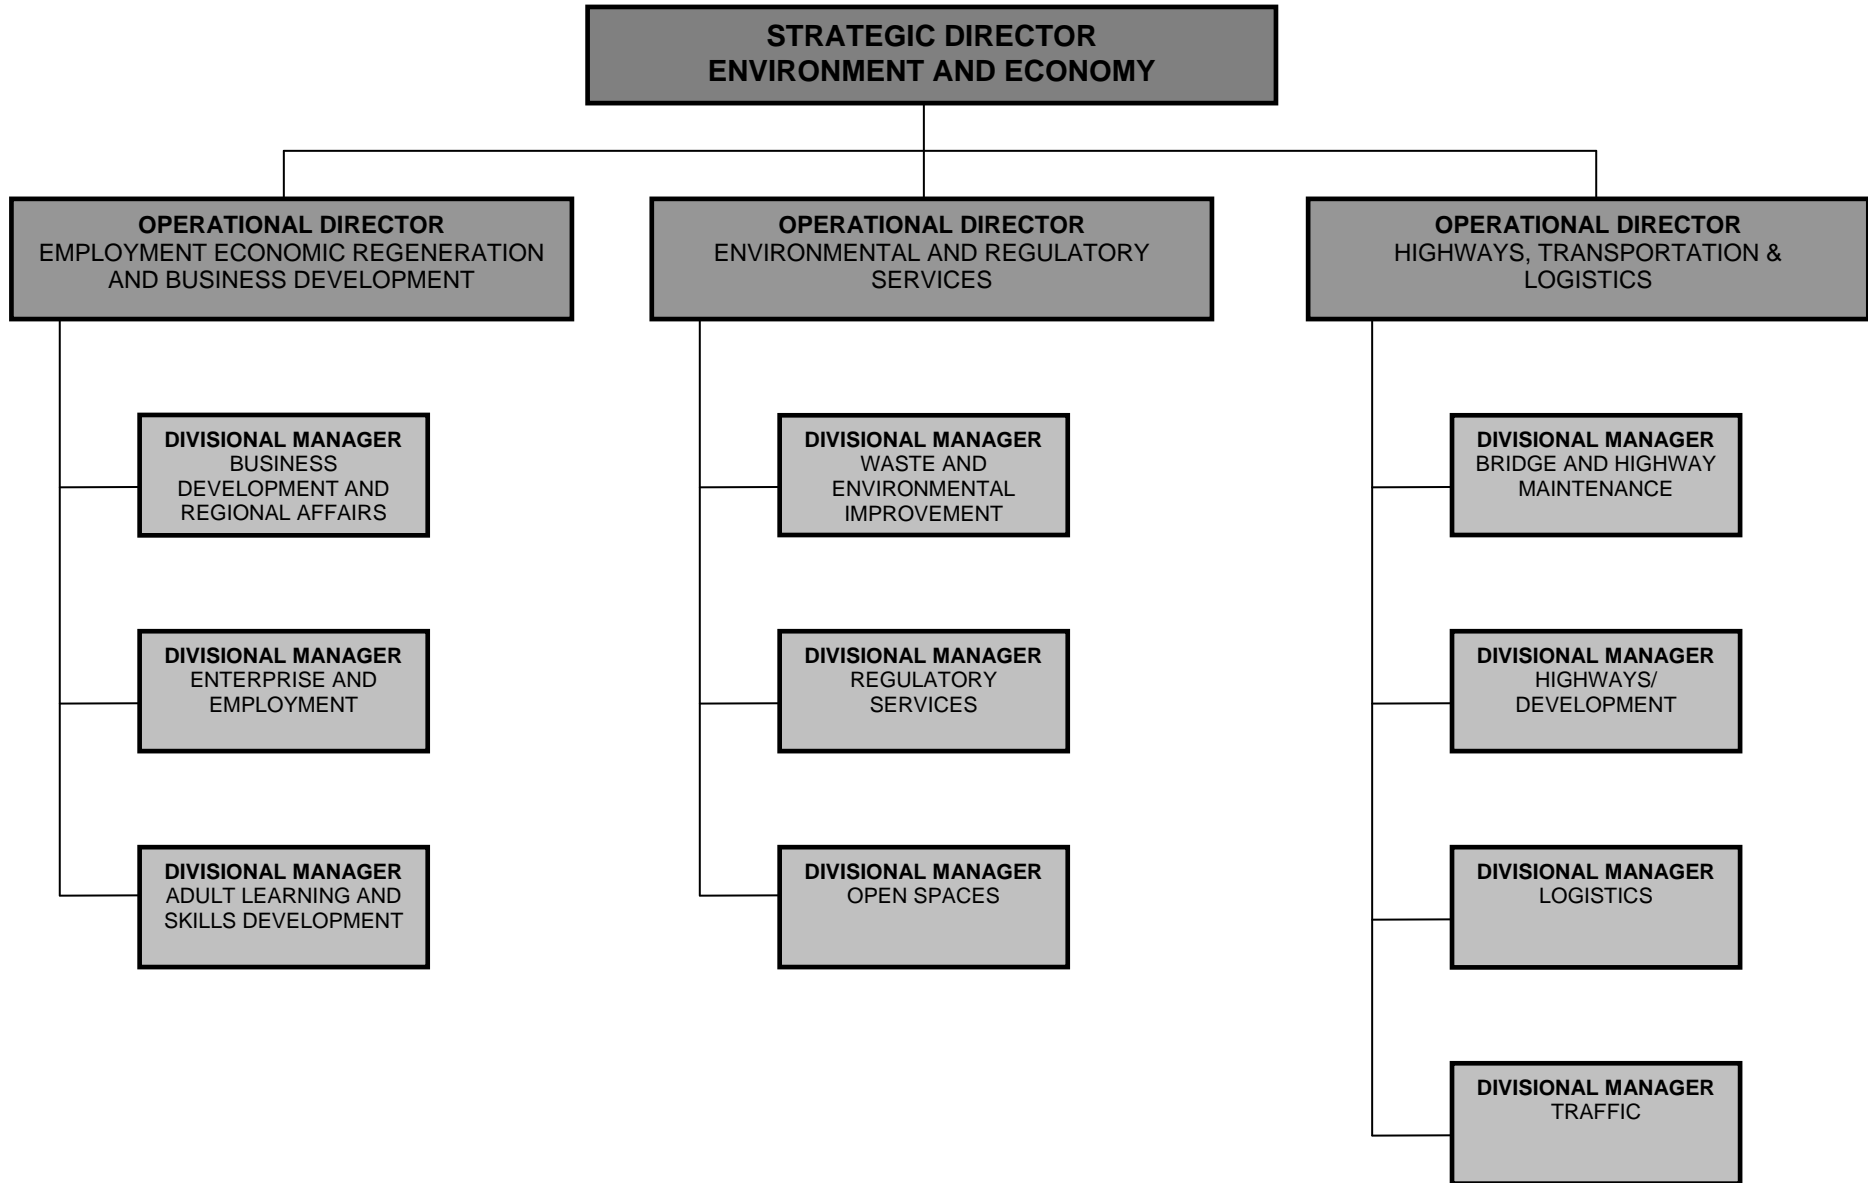 STRATEGIC DIRECTOR
ENVIRONMENT AND ECONOMY
OPERATIONAL DIRECTOR
EMPLOYMENT ECONOMIC REGENERATION
AND BUSINESS DEVELOPMENT
OPERATIONAL DIRECTOR
ENVIRONMENTAL AND REGULATORY
SERVICES
OPERATIONAL DIRECTOR
HIGHWAYS, TRANSPORTATION &
LOGISTICS
DIVISIONAL MANAGER
BUSINESS
DEVELOPMENT AND
REGIONAL AFFAIRS
DIVISIONAL MANAGER
WASTE AND
ENVIRONMENTAL
IMPROVEMENT
DIVISIONAL MANAGER
BRIDGE AND HIGHWAY
MAINTENANCE
DIVISIONAL MANAGER
ENTERPRISE AND
EMPLOYMENT
DIVISIONAL MANAGER
REGULATORY
SERVICES
DIVISIONAL MANAGER
HIGHWAYS/
DEVELOPMENT
DIVISIONAL MANAGER
ADULT LEARNING AND
SKILLS DEVELOPMENT
DIVISIONAL MANAGER
OPEN SPACES
DIVISIONAL MANAGER
LOGISTICS
DIVISIONAL MANAGER
TRAFFIC